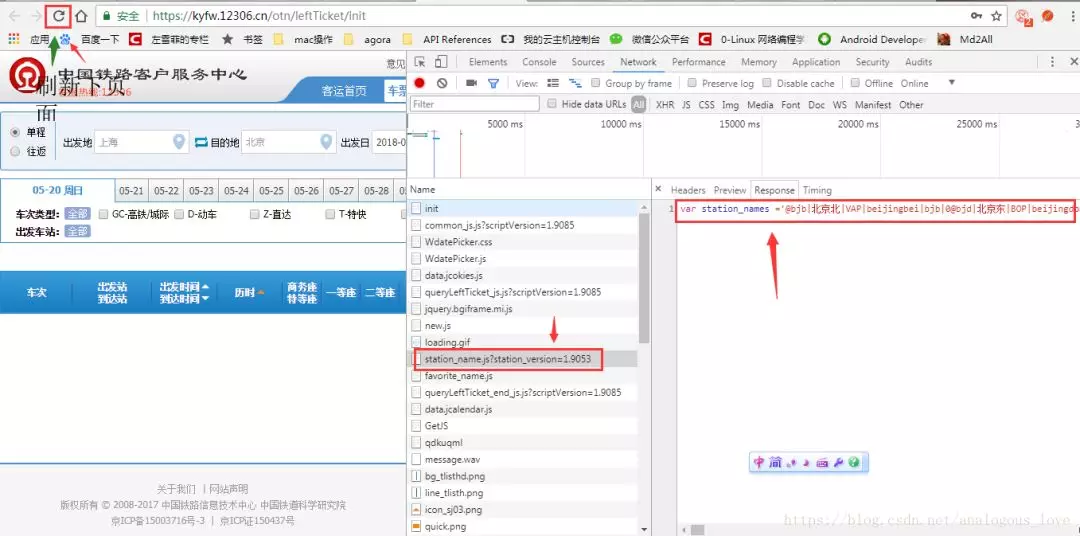 安全 https://kyfw.12306.cn/otn/leftTicket/init
应用 百度一下 左雪菲的专栏 书签 mac操作 agora API References 我的云主机控制台 微信公众平台 0-Linux 网络编程学 Android Developer Md2All
中国铁路客户服务中心
意见
客运首页 车票
刷新下页面
单程
往返
出发地 上海 目的地 北京 出发日 2018-0
05-20 周日 05-21 05-22 05-23 05-24 05-25 05-26 05-27 05-28
车次类型: 全部 GC-高铁/城际 D-动车 Z-直达 T-特快
出发车站: 全部
车次 出发站 出发时间 历时 商务座 一等座 二等座
到达站 到达时间 特等座
关于我们 | 网站声明
版权所有 © 2008-2017 中国铁路信息技术中心 中国铁道科学研究院
京ICP备15003716号-3 | 京ICP证150437号
Elements Console Sources Network Performance Memory Application Security Audits
View: Group by frame Preserve log Disable cache Offline Online
Filter Hide data URLs All XHR JS CSS Img Media Font Doc WS Manifest Other
5000 ms 10000 ms 15000 ms 20000 ms 25000 ms
Name
init
common_js.js?scriptVersion=1.9085
WdatePicker.css
WdatePicker.js
data.jcokies.js
queryLeftTicket_js.js?scriptVersion=1.9085
jquery.bgiframe.mi.js
new.js
loading.gif
station_name.js?station_version=1.9053
favorite_name.js
queryLeftTicket_end_js.js?scriptVersion=1.9085
data.jcalendar.js
GetJS
qdkuqml
message.wav
bg_tlisthd.png
line_tlisth.png
icon_sj03.png
quick.png
× Headers Preview Response Timing
var station_names ='@bjb|北京北|VAP|beijingbei|bjb|0@bjd|北京东|BOP|beijingdo
中 简
https://blog.csdn.net/analogous_love